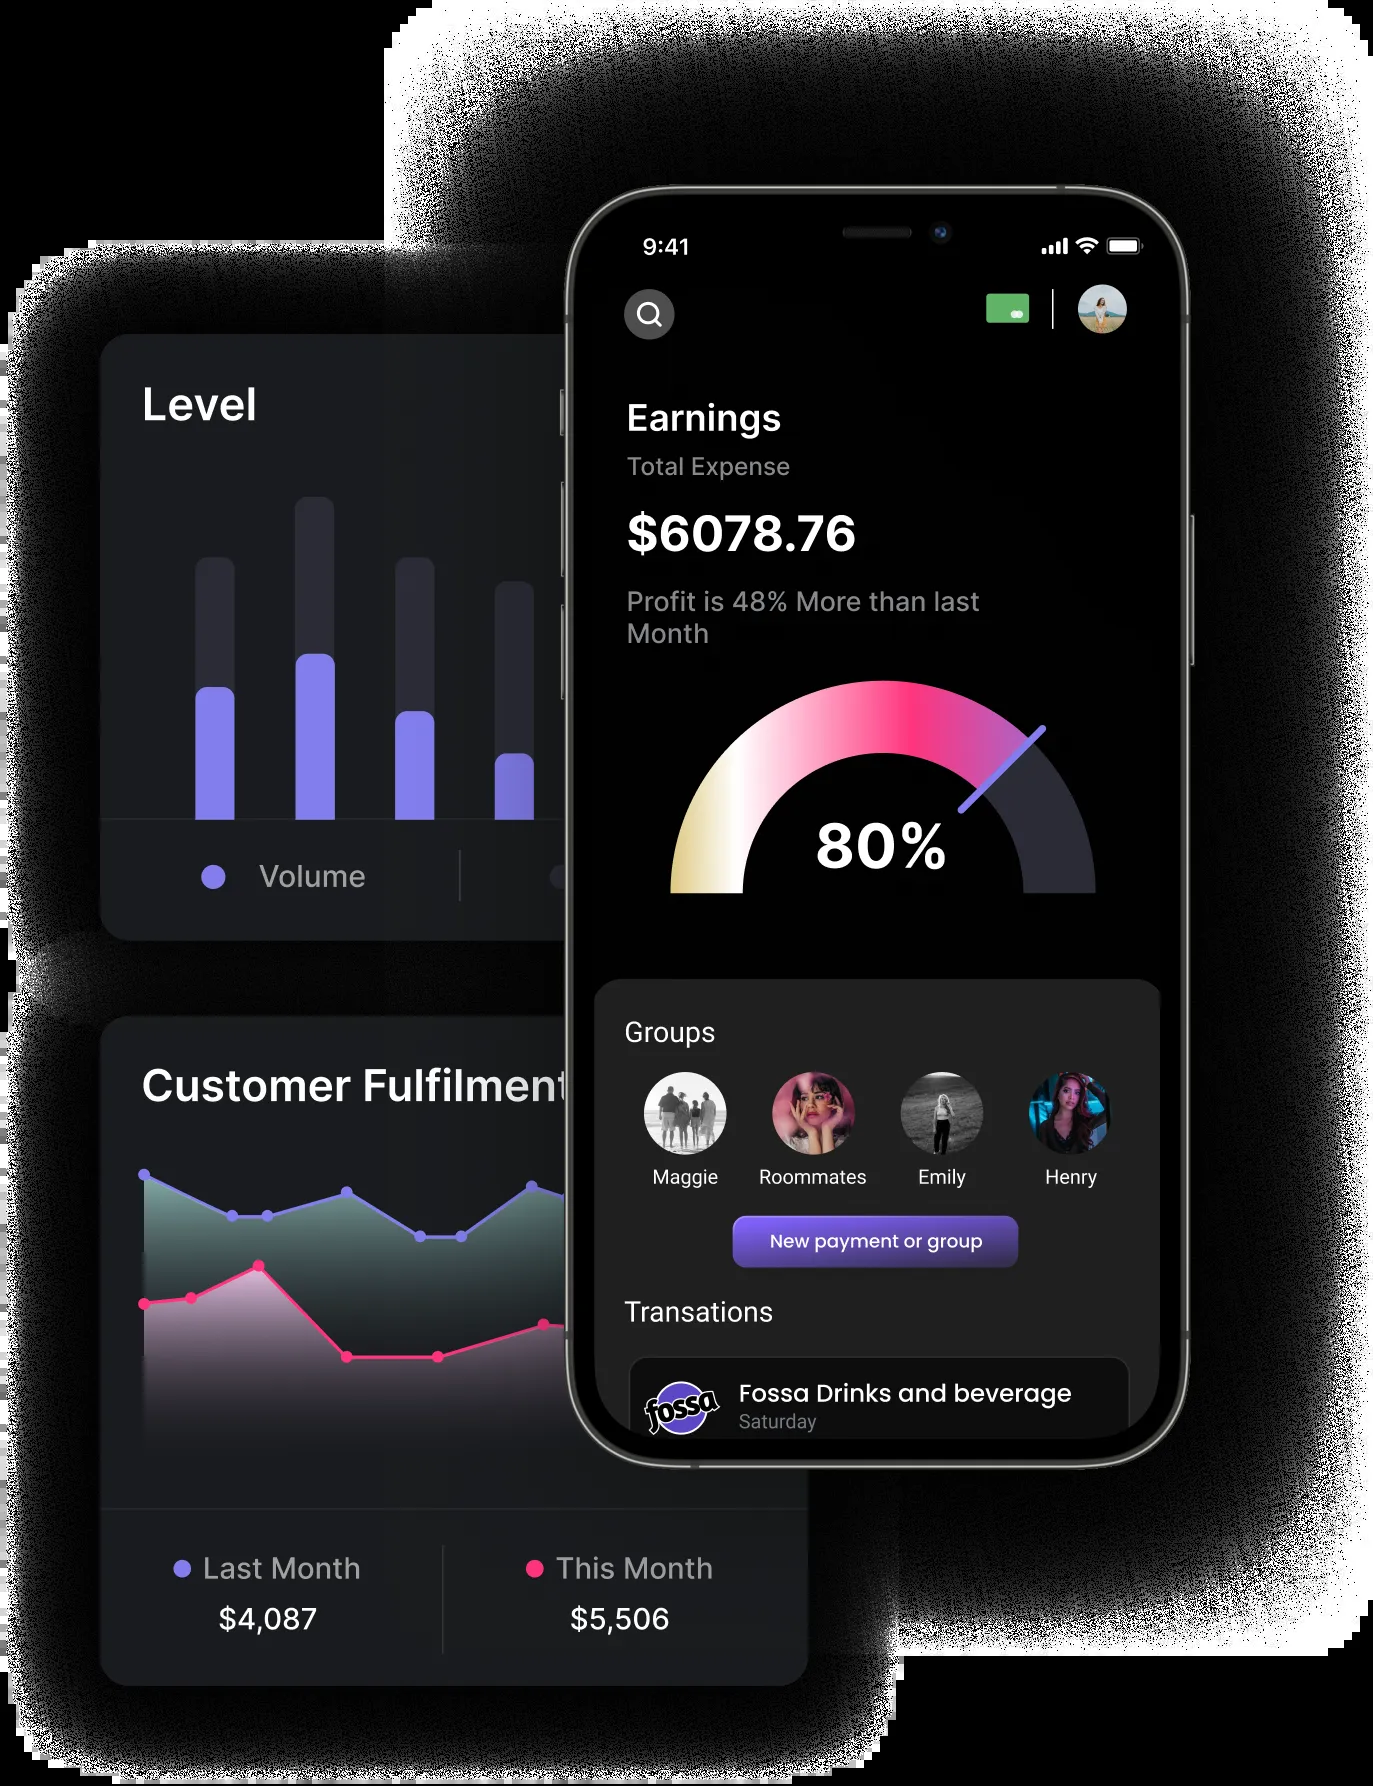 Level
Volume
Customer Fulfilment
Last Month
$4,087
This Month
$5,506
9:41
Earnings
Total Expense
$6078.76
Profit is 48% More than last
Month
80%
Groups
Maggie
Roommates
Emily
Henry
New payment or group
Transations
fossa
Fossa Drinks and beverage
Saturday